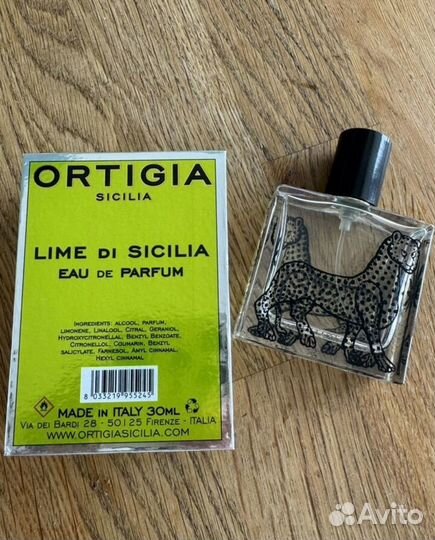 ORTIGIA
SICILIA
LIME DI SICILIA
EAU DE PARFUM
INGREDIENTS: ALCOOL, PARFUM,
LIMONENE, LINALOOL, CITRAL, GERANIOL,
HYDROXYCITRONELLAL, BENZYL BENZOATE,
CITRONELLOL, COUMARIN, BENZYL
SALICYLATE, FARNESOL, AMYL CINNAMAL,
HEXYL CINNAMAL
8 033219 955245
MADE IN ITALY 30ML
VIA DEI BARDI 28 - 50125 FIRENZE - ITALIA
WWW.ORTIGIASICILIA.COM
Avito